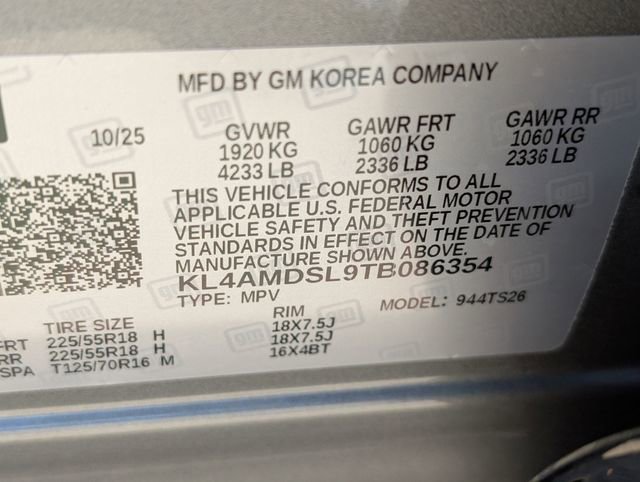 MFD BY GM KOREA COMPANY
10/25 GVWR GAWR FRT GAWR RR
1920 KG 1060 KG 1060 KG
4233 LB 2336 LB 2336 LB
THIS VEHICLE CONFORMS TO ALL
APPLICABLE U.S. FEDERAL MOTOR
VEHICLE SAFETY AND THEFT PREVENTION
STANDARDS IN EFFECT ON THE DATE OF
MANUFACTURE SHOWN ABOVE.
KL4AMDSL9TB086354
TYPE: MPV MODEL: 944TS26
TIRE SIZE RIM
FRT 225/55R18 H 18X7.5J
RR 225/55R18 H 18X7.5J
SPA T125/70R16 M 16X4BT